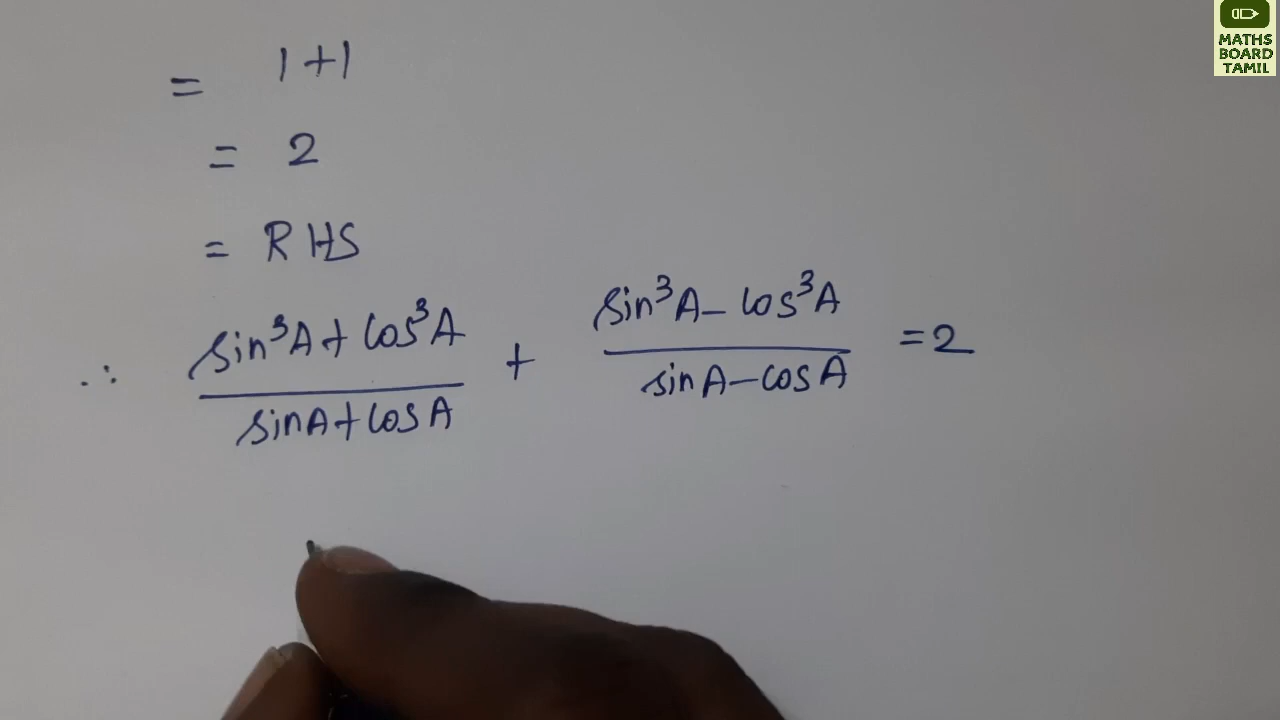 = 1+1
= 2
= RHS
∴ sin³A + cos³A / sinA + cosA + sin³A - cos³A / sinA - cosA = 2
MATHS
BOARD
TAMIL